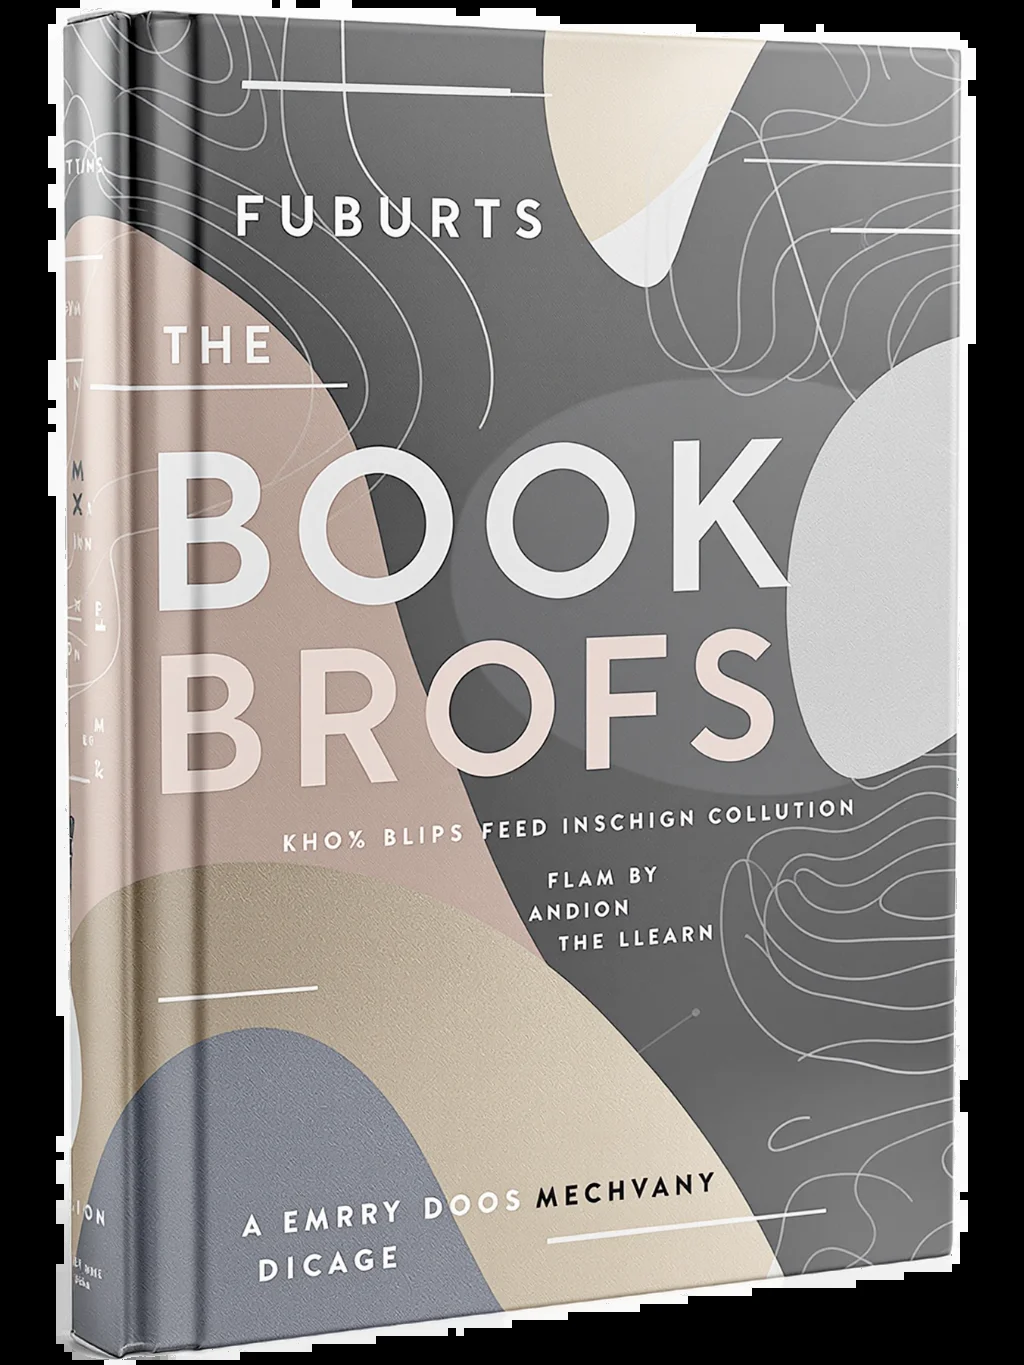 FUBURTS
THE
BOOK
BROFS
KHO% BLIPS FEED INSCHIGN COLLUTION
FLAM BY
ANDION
THE LLEARN
A EMRRY DOOS MECHVANY
DICAGE